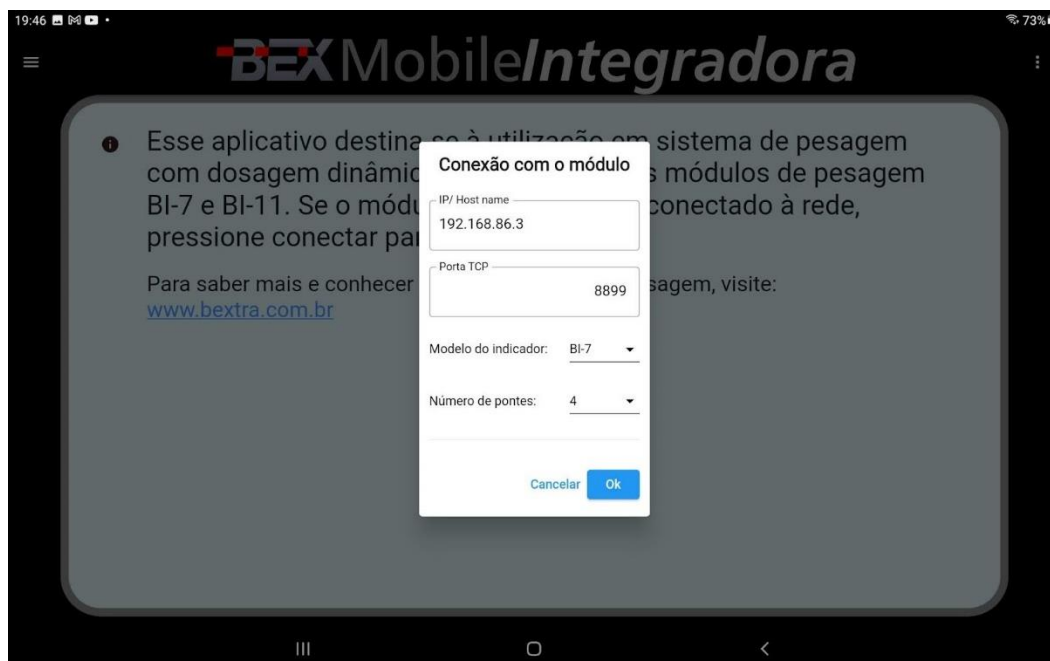 19:46
73%
BEX MobileIntegradora
Esse aplicativo destina-se à utilização em sistema de pesagem
com dosagem dinâmic s módulos de pesagem
BI-7 e BI-11. Se o módu conectado à rede,
pressione conectar par
Para saber mais e conhecer sagem, visite:
www.bextra.com.br
Conexão com o módulo
IP/ Host name
192.168.86.3
Porta TCP
8899
Modelo do indicador: BI-7
Número de pontes: 4
Cancelar Ok